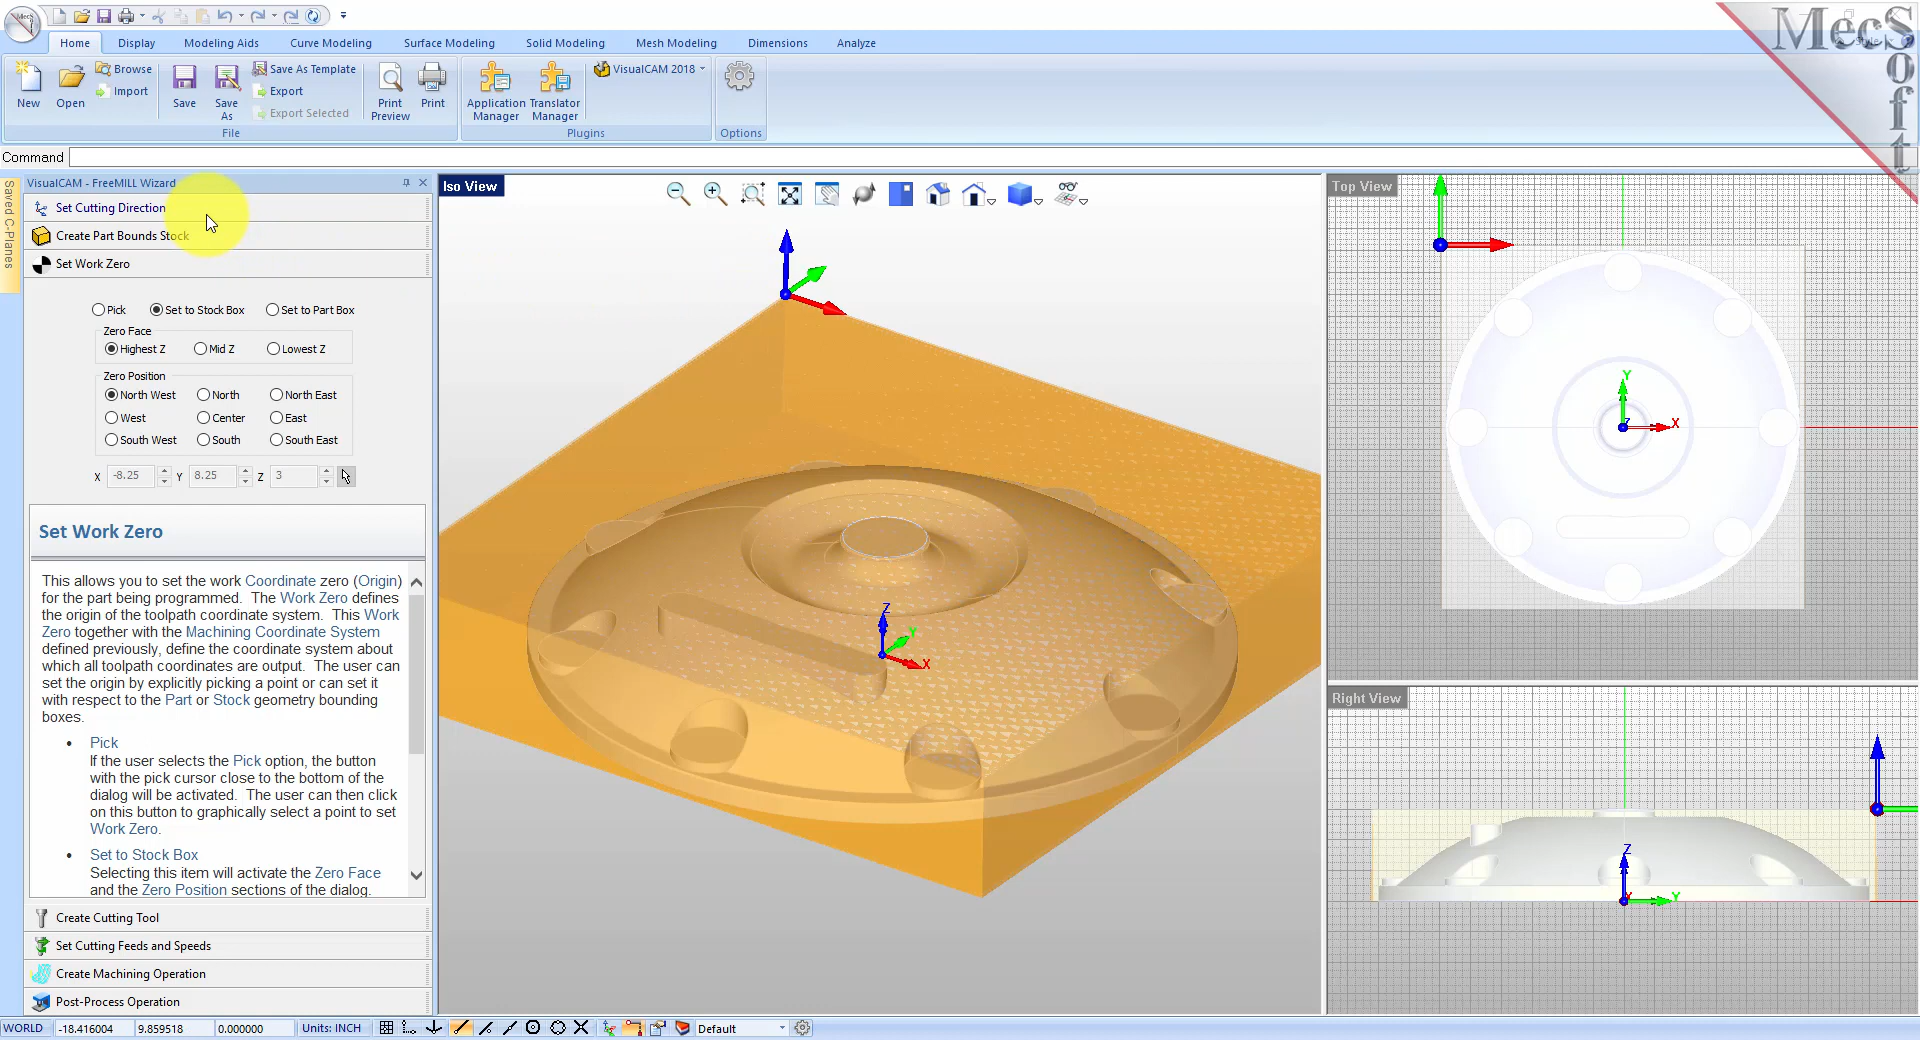 MecSoft
Home Display Modeling Aids Curve Modeling Surface Modeling Solid Modeling Mesh Modeling Dimensions Analyze
New
Open
Browse
Import
Save
Save As
Save As Template
Export
Export Selected
Print Preview
Print
File
Application Manager
Translator Manager
VisualCAM 2018
Plugins
Options
Command
Saved C-Planes
VisualCAM - FreeMILL Wizard
Set Cutting Direction
Create Part Bounds Stock
Set Work Zero
Pick Set to Stock Box Set to Part Box
Zero Face
Highest Z Mid Z Lowest Z
Zero Position
North West North North East
West Center East
South West South South East
X -8.25 Y 8.25 Z 3
Set Work Zero
This allows you to set the work Coordinate zero (Origin)
for the part being programmed. The Work Zero defines
the origin of the toolpath coordinate system. This Work
Zero together with the Machining Coordinate System
defined previously, define the coordinate system about
which all toolpath coordinates are output. The user can
set the origin by explicitly picking a point or can set it
with respect to the Part or Stock geometry bounding
boxes.
• Pick
If the user selects the Pick option, the button
with the pick cursor close to the bottom of the
dialog will be activated. The user can then click
on this button to graphically select a point to set
Work Zero.
• Set to Stock Box
Selecting this item will activate the Zero Face
and the Zero Position sections of the dialog.
Create Cutting Tool
Set Cutting Feeds and Speeds
Create Machining Operation
Post-Process Operation
Iso View
Z
Y
X
Top View
Y
X
Z
Right View
Z
X
Y
WORLD -18.416004 9.859518 0.000000 Units: INCH Default